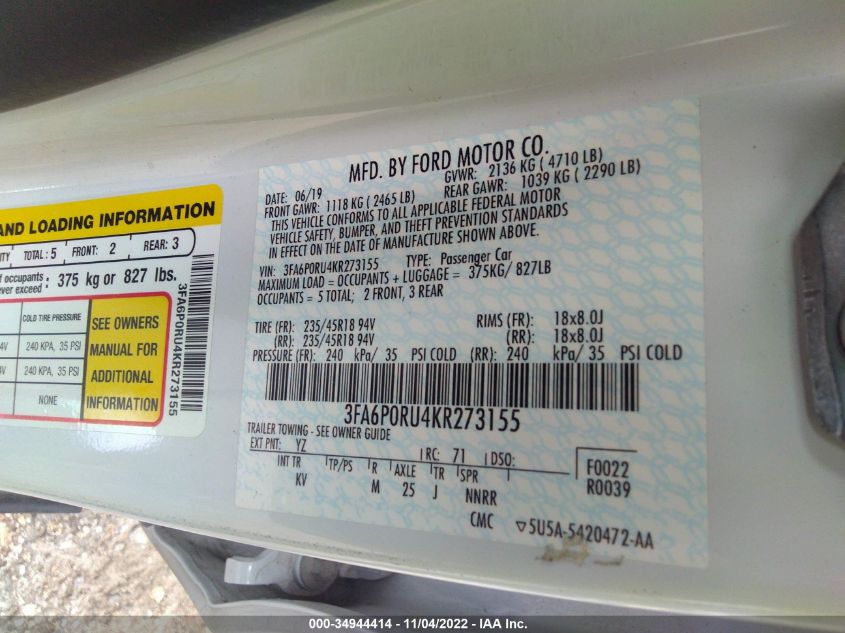 AND LOADING INFORMATION
TOTAL: 5 FRONT: 2 REAR: 3
occupants
ever exceed : 375 kg or 827 lbs.
COLD TIRE PRESSURE
240 KPA, 35 PSI
240 KPA, 35 PSI
NONE
SEE OWNERS
MANUAL FOR
ADDITIONAL
INFORMATION
3FA6P0RU4KR273155
MFD. BY FORD MOTOR CO.
DATE: 06/19 GVWR: 2136 KG ( 4710 LB)
FRONT GAWR: 1118 KG ( 2465 LB) REAR GAWR: 1039 KG ( 2290 LB)
THIS VEHICLE CONFORMS TO ALL APPLICABLE FEDERAL MOTOR
VEHICLE SAFETY, BUMPER, AND THEFT PREVENTION STANDARDS
IN EFFECT ON THE DATE OF MANUFACTURE SHOWN ABOVE.
VIN: 3FA6P0RU4KR273155 TYPE: Passenger Car
MAXIMUM LOAD = OCCUPANTS + LUGGAGE = 375KG/ 827LB
OCCUPANTS = 5 TOTAL; 2 FRONT, 3 REAR
TIRE (FR): 235/45R18 94V RIMS (FR): 18x8.0J
(RR): 235/45R18 94V (RR): 18x8.0J
PRESSURE (FR): 240 kPa/ 35 PSI COLD (RR): 240 kPa/ 35 PSI COLD
3FA6P0RU4KR273155
TRAILER TOWING - SEE OWNER GUIDE
EXT PNT: YZ RC: 71 DSO:
INT TR TP/PS R AXLE TR SPR
KV M 25 J NNRR
F0022
R0039
CMC ▽5U5A-5420472-AA
000-34944414 - 11/04/2022 - IAA Inc.